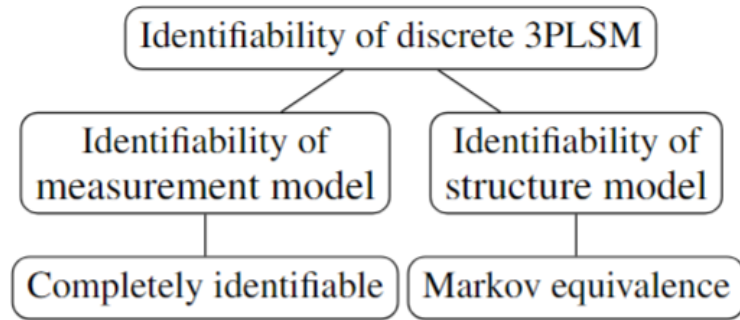 Identifiability of discrete 3PLSM
Identifiability of
measurement model
Identifiability of
structure model
Completely identifiable
Markov equivalence